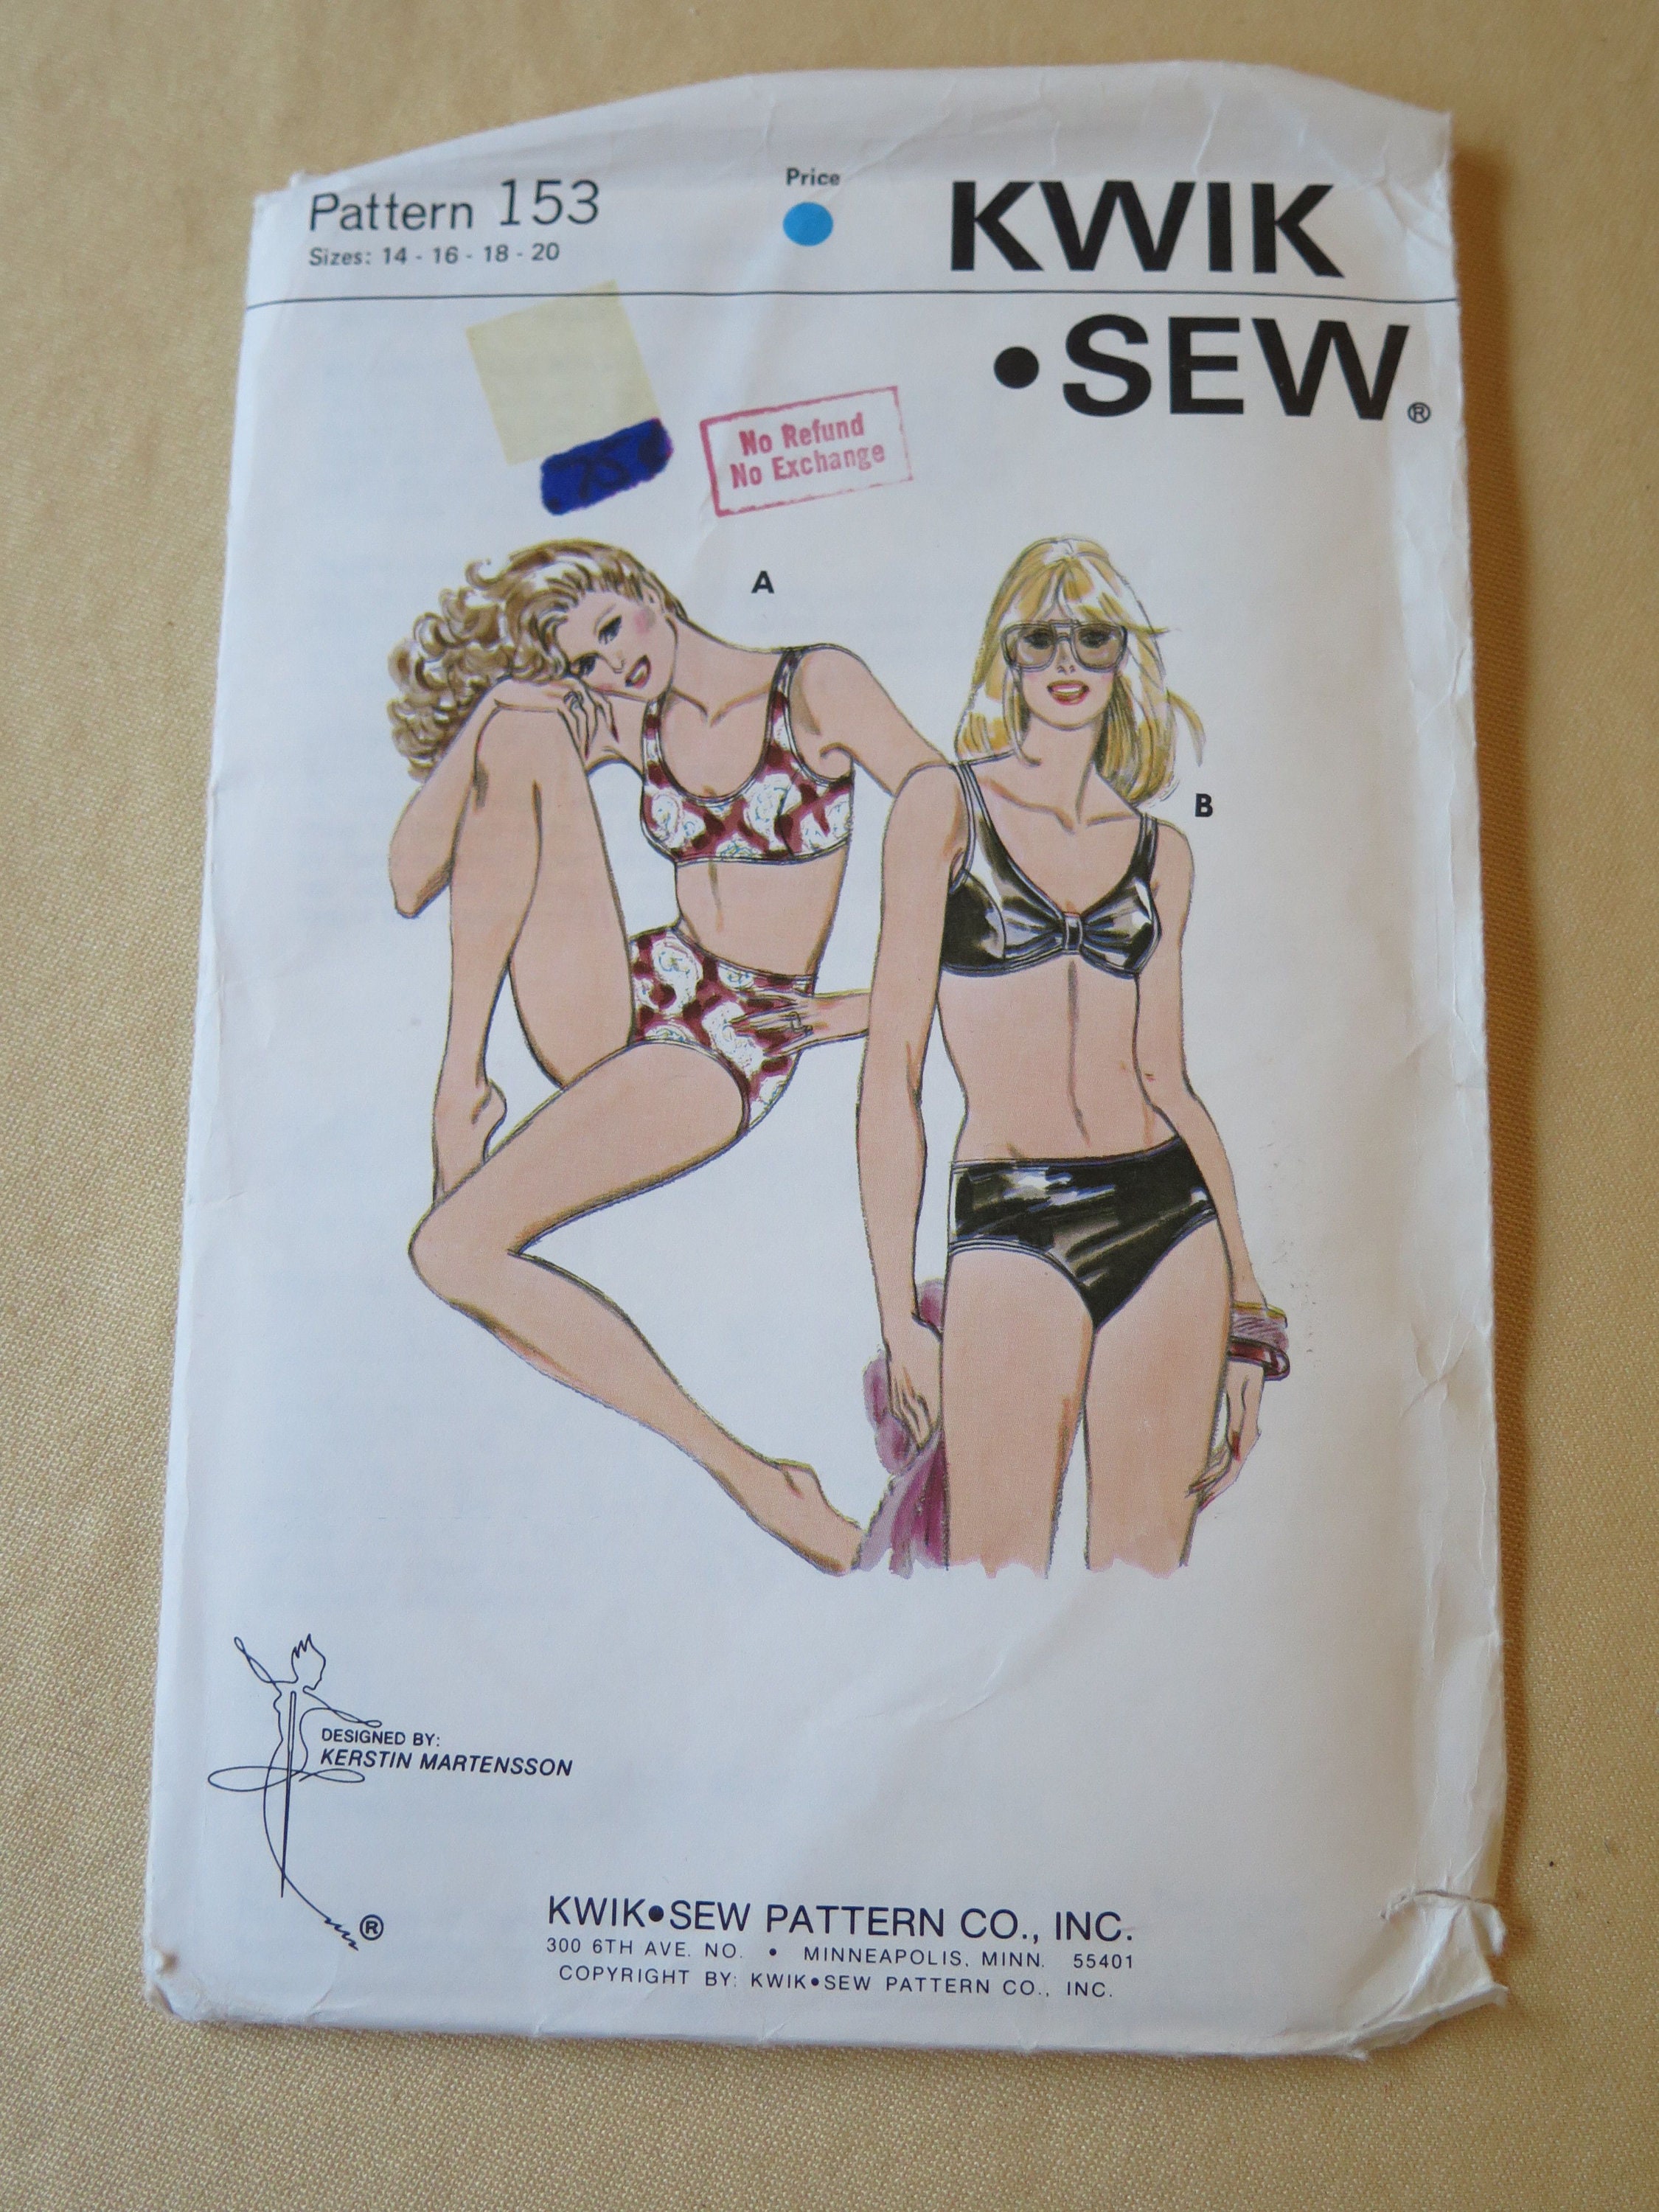 Pattern 153
Sizes: 14 - 16 - 18 - 20
Price
KWIK
•SEW®
No Refund
No Exchange
A
B
DESIGNED BY:
KERSTIN MARTENSSON
®
KWIK•SEW PATTERN CO., INC.
300 6TH AVE. NO. • MINNEAPOLIS, MINN. 55401
COPYRIGHT BY: KWIK•SEW PATTERN CO., INC.